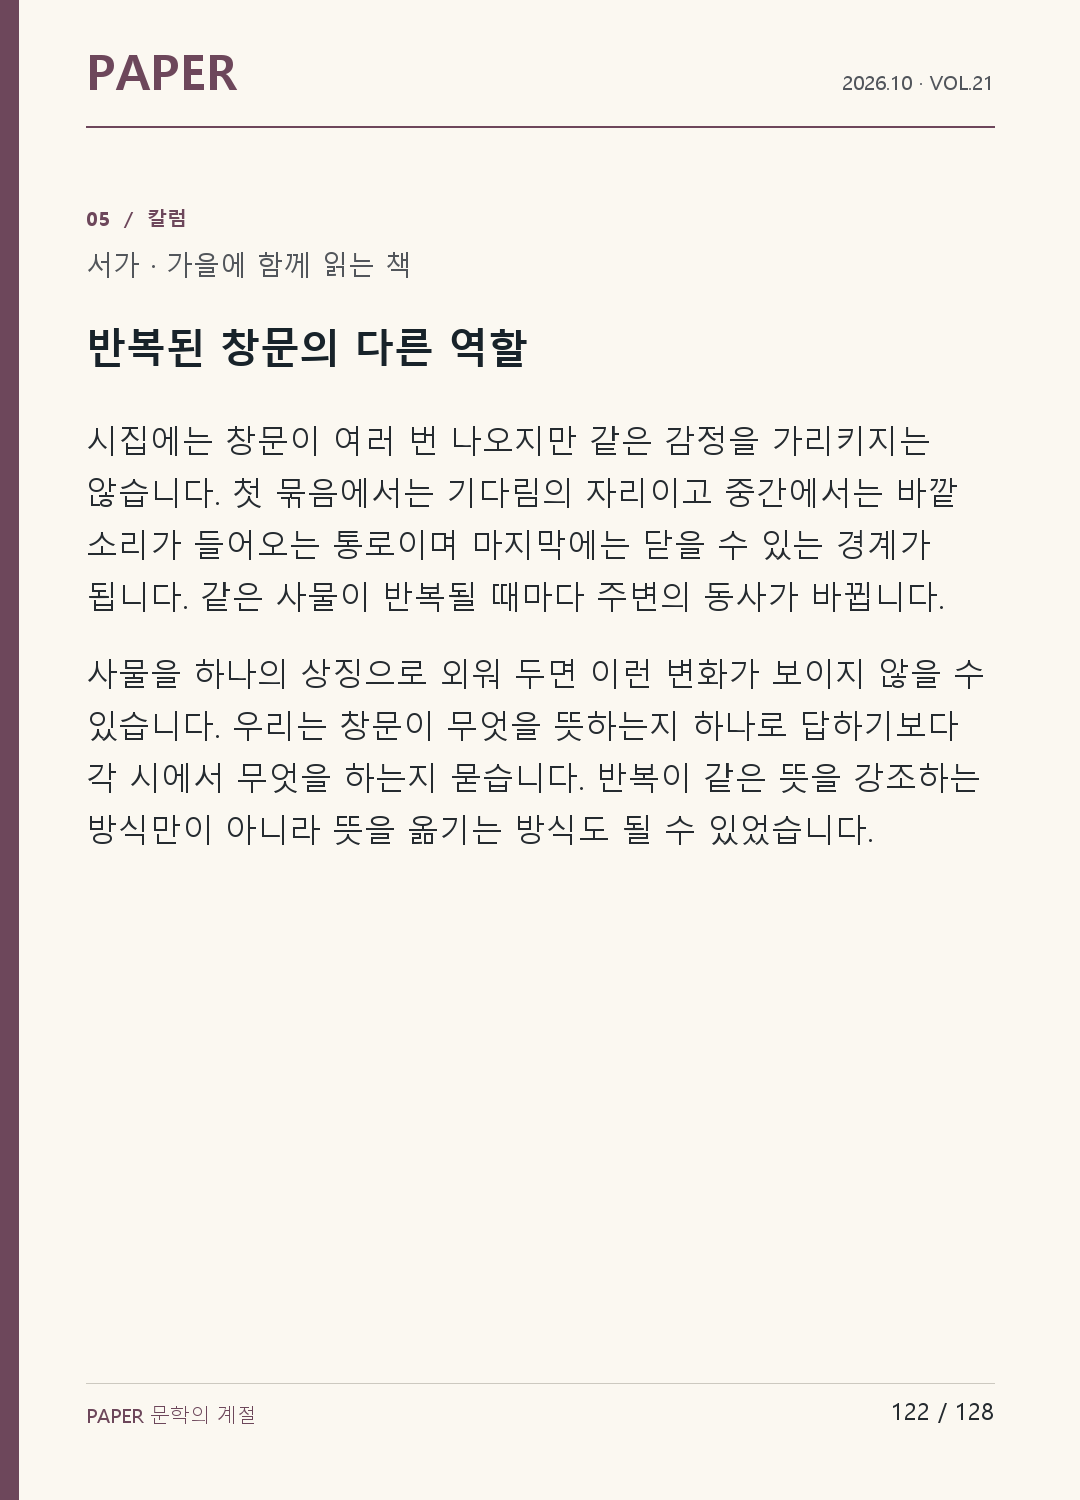 PAPER
2026.10 · VOL.21
05 / 칼럼
서가 · 가을에 함께 읽는 책
반복된 창문의 다른 역할
시집에는 창문이 여러 번 나오지만 같은 감정을 가리키지는
않습니다. 첫 묶음에서는 기다림의 자리이고 중간에서는 바깥
소리가 들어오는 통로이며 마지막에는 닫을 수 있는 경계가
됩니다. 같은 사물이 반복될 때마다 주변의 동사가 바뀝니다.
사물을 하나의 상징으로 외워 두면 이런 변화가 보이지 않을 수
있습니다. 우리는 창문이 무엇을 뜻하는지 하나로 답하기보다
각 시에서 무엇을 하는지 묻습니다. 반복이 같은 뜻을 강조하는
방식만이 아니라 뜻을 옮기는 방식도 될 수 있었습니다.
PAPER 문학의 계절
122 / 128